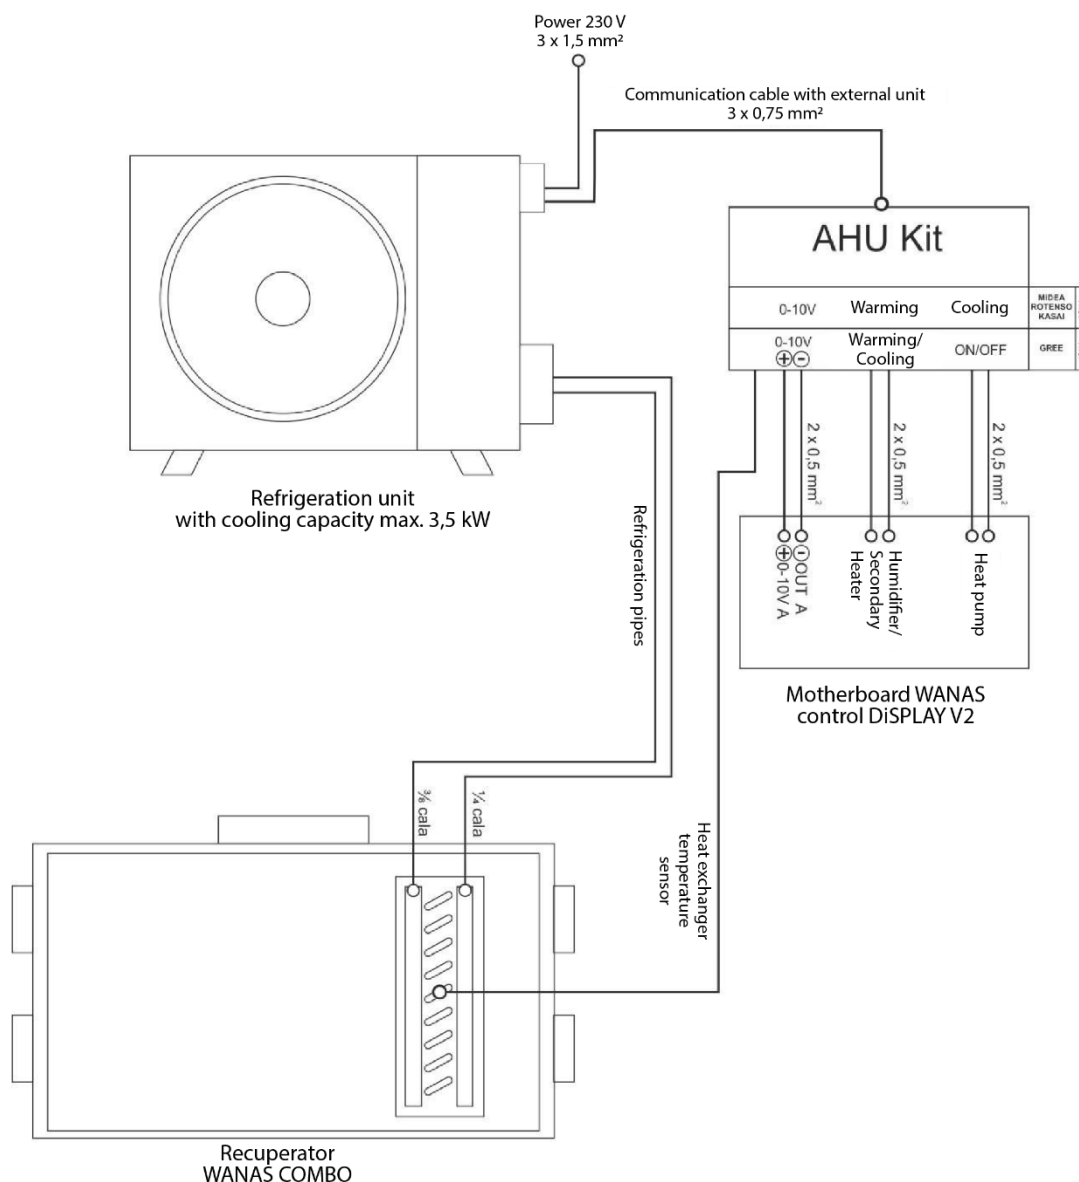 Power 230 V
3 x 1,5 mm²
Communication cable with external unit
3 x 0,75 mm²
AHU Kit
0-10V Warming Cooling MIDEA
ROTENSO
KASAI
0-10V Warming/
Cooling ON/OFF GREE
+ -
2 x 0,5 mm²
2 x 0,5 mm²
2 x 0,5 mm²
Refrigeration unit
with cooling capacity max. 3,5 kW
Refrigeration pipes
- OUT A
+ 0-10V A
Humidifier/
Secondary
Heater
Heat pump
Motherboard WANAS
control DiSPLAY V2
⅜ cala
¼ cala
Heat exchanger
temperature
sensor
Recuperator
WANAS COMBO